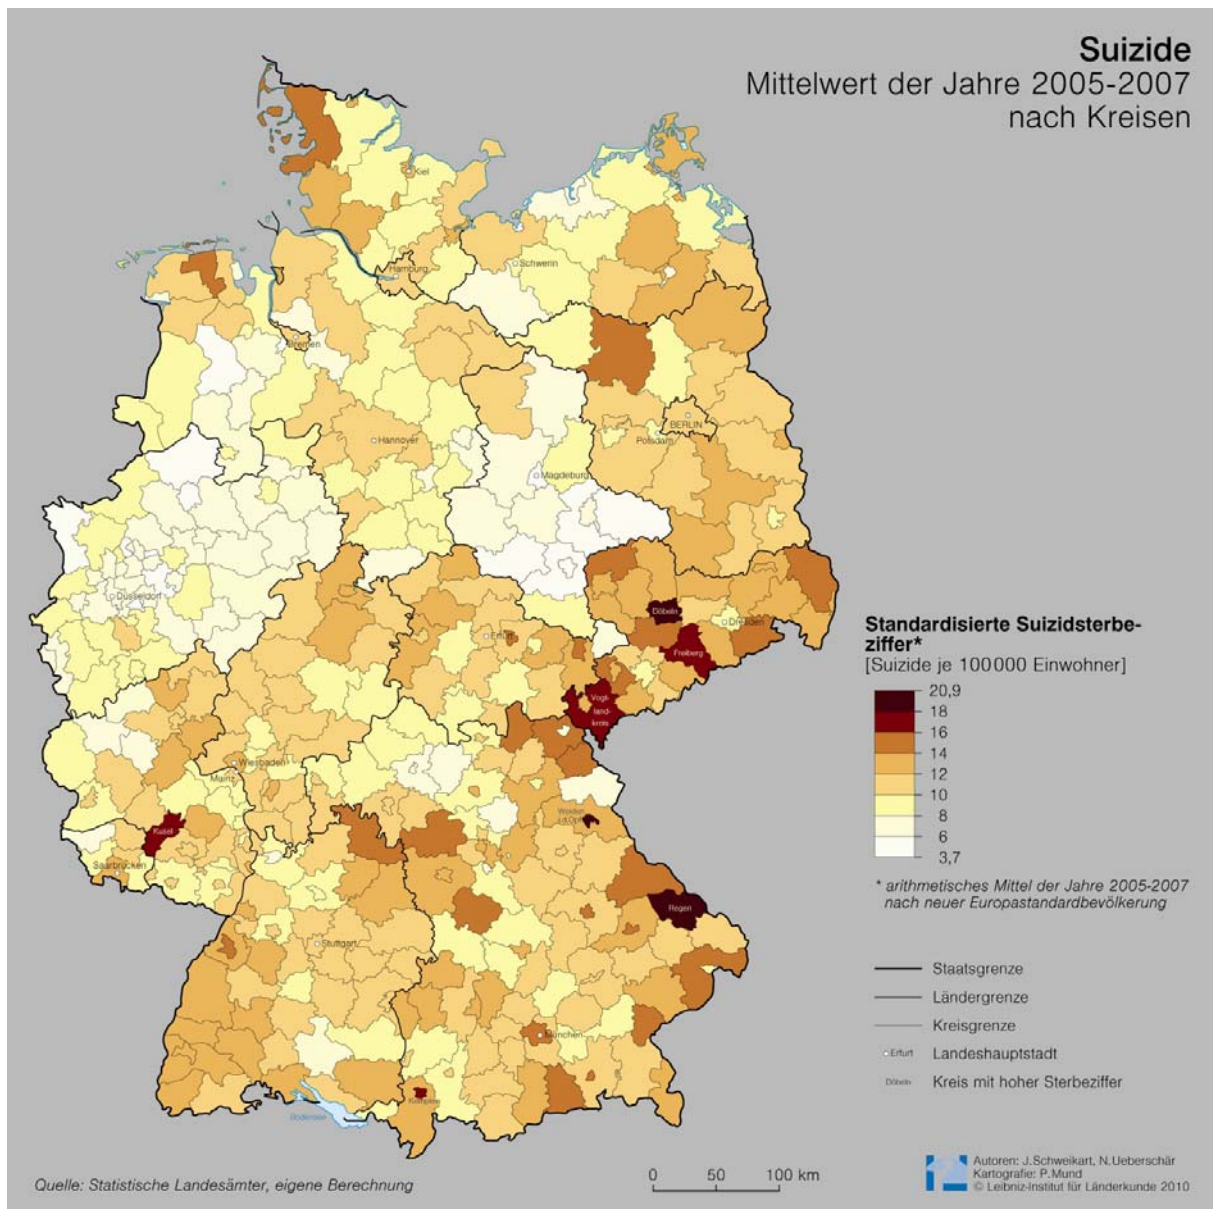 Suizide
Mittelwert der Jahre 2005-2007
nach Kreisen
Kiel
Hamburg
Schwerin
Bremen
BERLIN
Potsdam
Hannover
Magdeburg
Düsseldorf
Döbeln
Dresden
Erfurt
Freiberg
Vogt-
land-
kreis
Wiesbaden
Mainz
Weiden
i.d.OPf.
Kusel
Saarbrücken
Regen
Stuttgart
München
Kempten
Bodensee
Standardisierte Suizidsterbe-
ziffer*
[Suizide je 100000 Einwohner]
20,9
18
16
14
12
10
8
6
3,7
* arithmetisches Mittel der Jahre 2005-2007
nach neuer Europastandardbevölkerung
Staatsgrenze
Ländergrenze
Kreisgrenze
Erfurt Landeshauptstadt
Döbeln Kreis mit hoher Sterbeziffer
Quelle: Statistische Landesämter, eigene Berechnung
0 50 100 km
Autoren: J.Schweikart, N.Ueberschär
Kartografie: P.Mund
© Leibniz-Institut für Länderkunde 2010